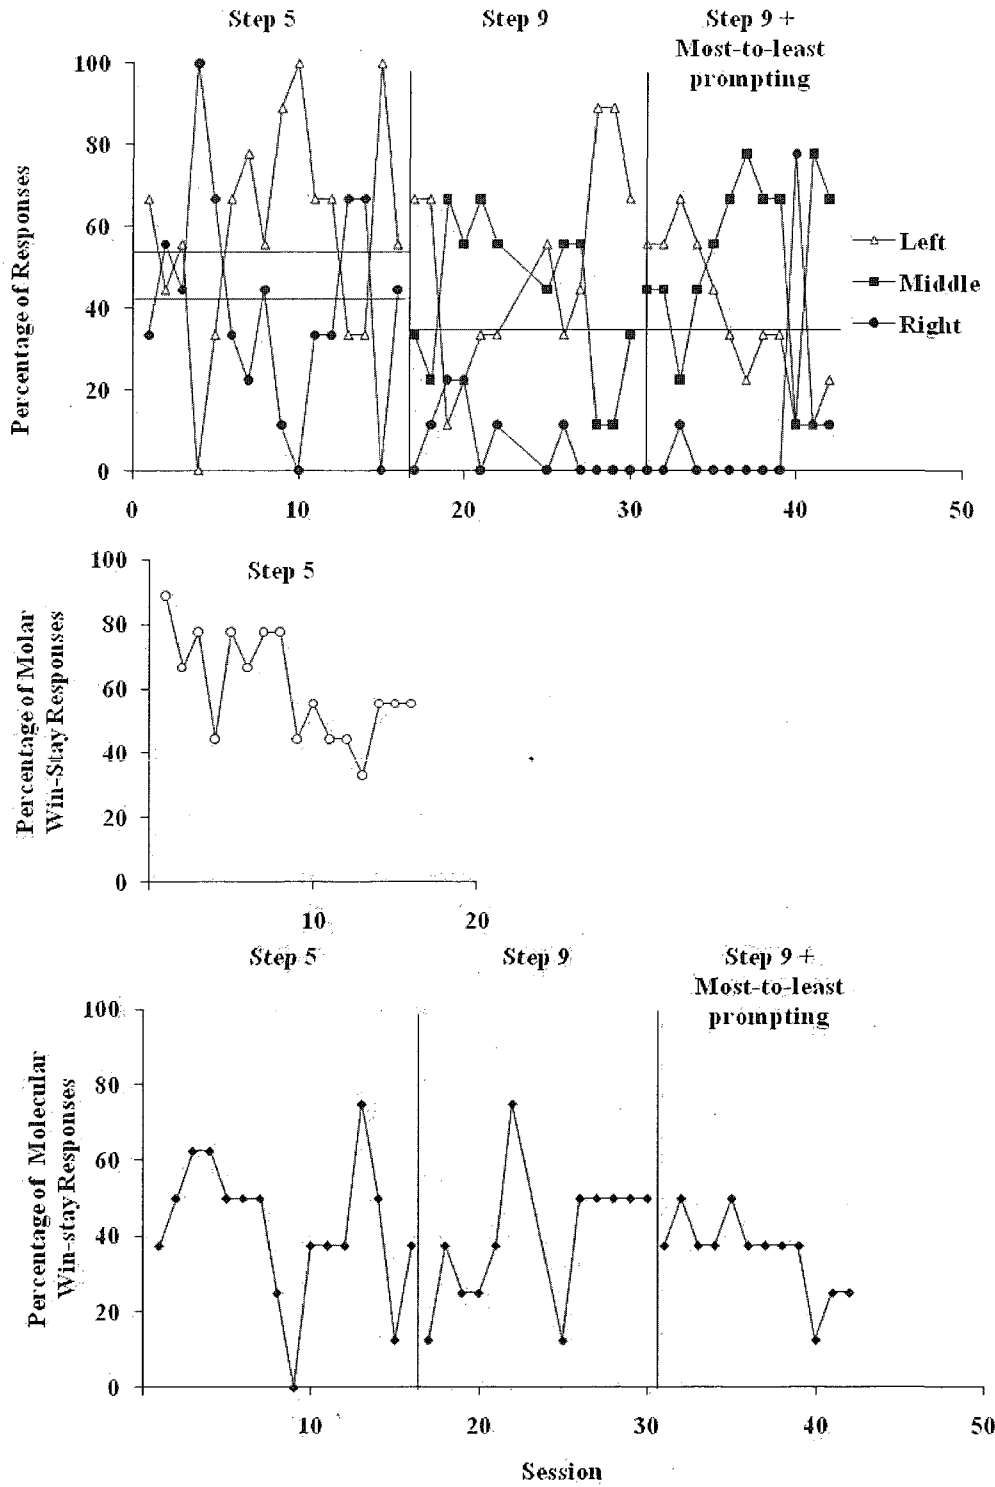 Step 5
Step 9
Step 9 +
Most-to-least
prompting
Percentage of Responses
100
80
60
40
20
0
0
10
20
30
40
50
Left
Middle
Right
Step 5
Percentage of Molar
Win-Stay Responses
100
80
60
40
20
0
10
20
Step 5
Step 9
Step 9 +
Most-to-least
prompting
Percentage of Molecular
Win-stay Responses
100
80
60
40
20
0
10
20
30
40
50
Session